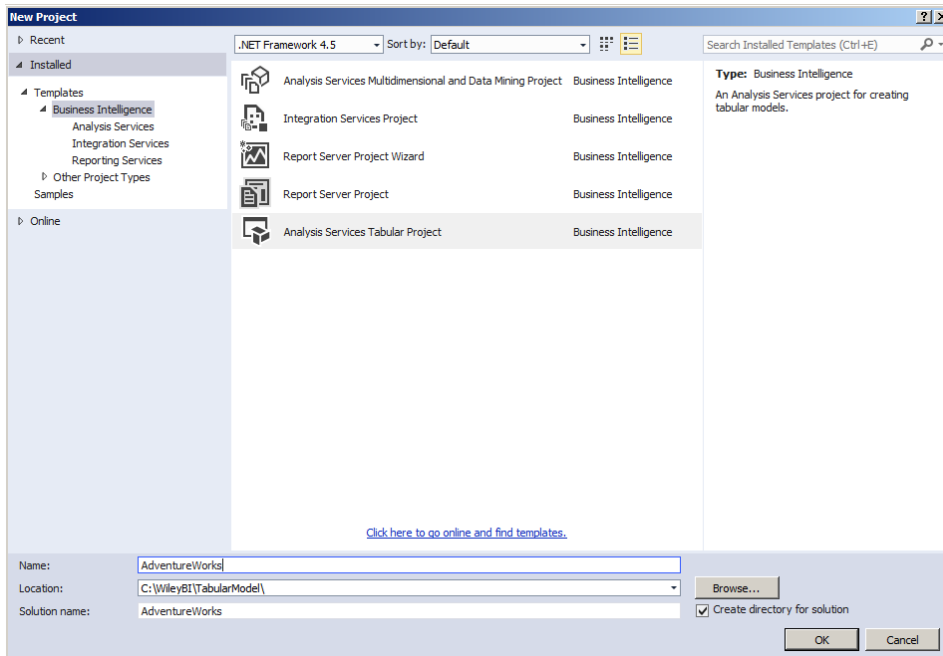 New Project
Recent
Installed
Templates
Business Intelligence
Analysis Services
Integration Services
Reporting Services
Other Project Types
Samples
Online
.NET Framework 4.5 Sort by: Default
Analysis Services Multidimensional and Data Mining Project Business Intelligence
Integration Services Project Business Intelligence
Report Server Project Wizard Business Intelligence
Report Server Project Business Intelligence
Analysis Services Tabular Project Business Intelligence
Click here to go online and find templates.
Search Installed Templates (Ctrl+E)
Type: Business Intelligence
An Analysis Services project for creating
tabular models.
Name: AdventureWorks
Location: C:\WileyBI\TabularModel\ Browse...
Solution name: AdventureWorks Create directory for solution
OK Cancel